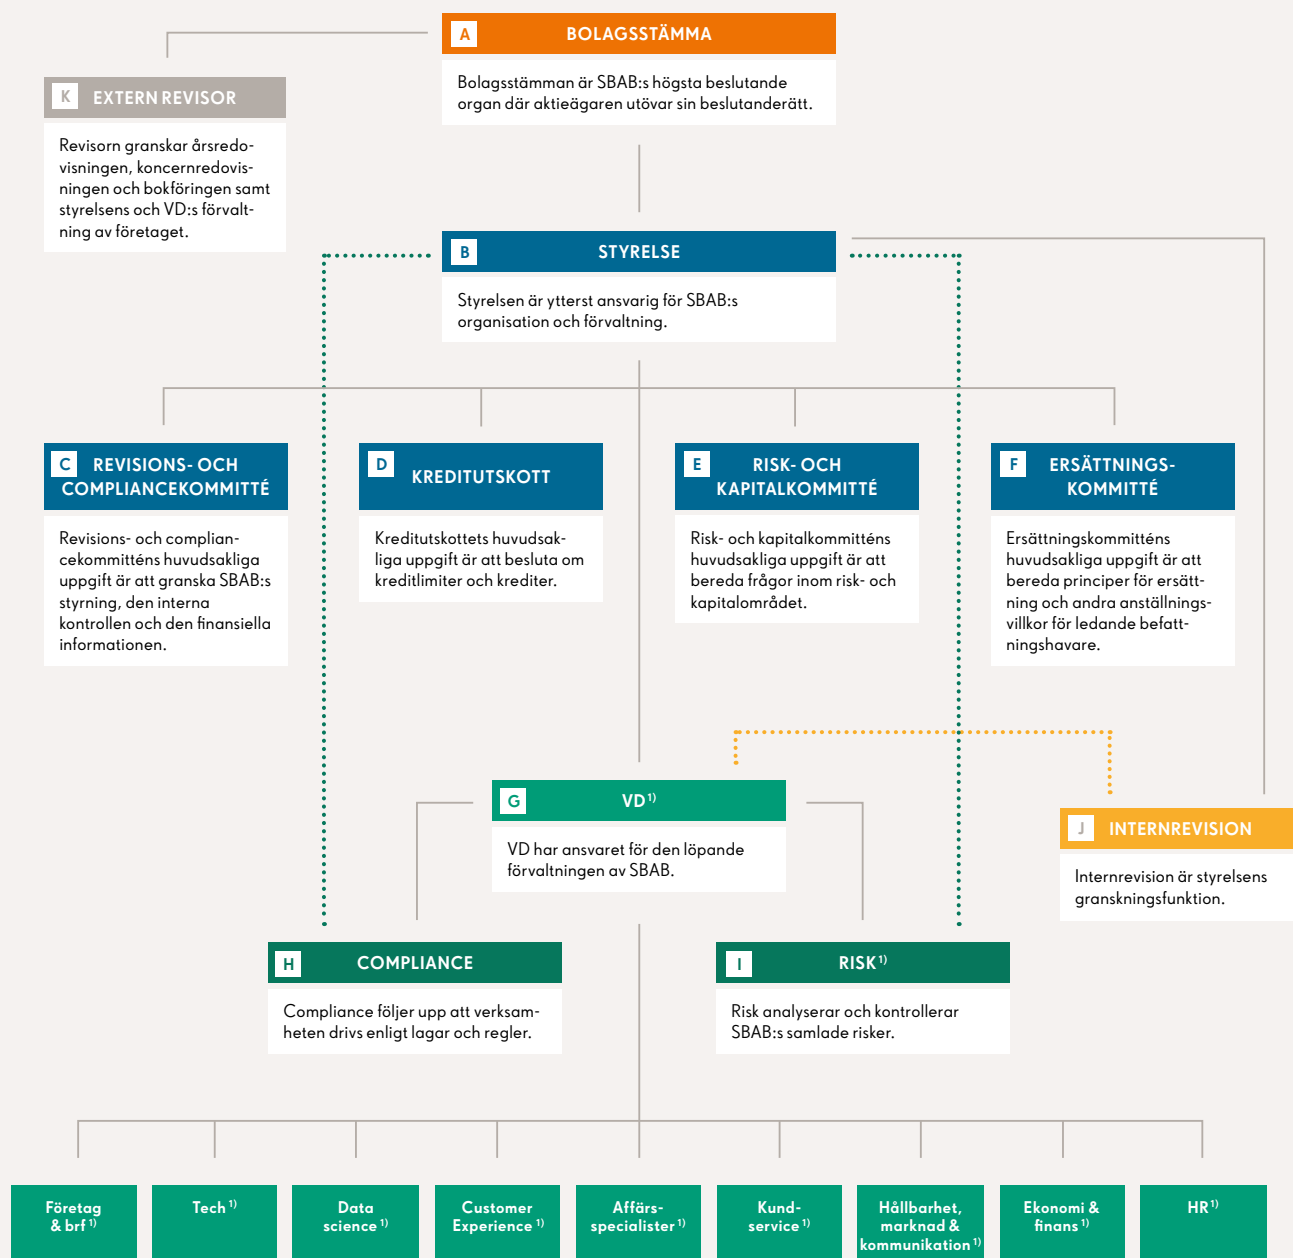 A BOLAGSSTÄMMA
Bolagsstämman är SBAB:s högsta beslutande
organ där aktieägaren utövar sin beslutanderätt.
K EXTERN REVISOR
Revisorn granskar årsredo-
visningen, koncernredovis-
ningen och bokföringen samt
styrelsens och VD:s förvalt-
ning av företaget.
B STYRELSE
Styrelsen är ytterst ansvarig för SBAB:s
organisation och förvaltning.
C REVISIONS- OCH
COMPLIANCEKOMMITTÉ
Revisions- och complian-
cekommitténs huvudsakliga
uppgift är att granska SBAB:s
styrning, den interna
kontrollen och den finansiella
informationen.
D KREDITUTSKOTT
Kreditutskottets huvudsak-
liga uppgift är att besluta om
kreditlimiter och krediter.
E RISK- OCH
KAPITALKOMMITTÉ
Risk- och kapitalkommitténs
huvudsakliga uppgift är att
bereda frågor inom risk- och
kapitalområdet.
F ERSÄTTNINGS-
KOMMITTÉ
Ersättningskommitténs
huvudsakliga uppgift är att
bereda principer för ersätt-
ning och andra anställnings-
villkor för ledande befatt-
ningshavare.
G VD 1)
VD har ansvaret för den löpande
förvaltningen av SBAB.
J INTERNREVISION
Internrevision är styrelsens
granskningsfunktion.
H COMPLIANCE
Compliance följer upp att verksam-
heten drivs enligt lagar och regler.
I RISK 1)
Risk analyserar och kontrollerar
SBAB:s samlade risker.
Företag
& brf 1)
Tech 1)
Data
science 1)
Customer
Experience 1)
Affärs-
specialister 1)
Kund-
service 1)
Hållbarhet,
marknad &
kommunikation 1)
Ekonomi &
finans 1)
HR 1)